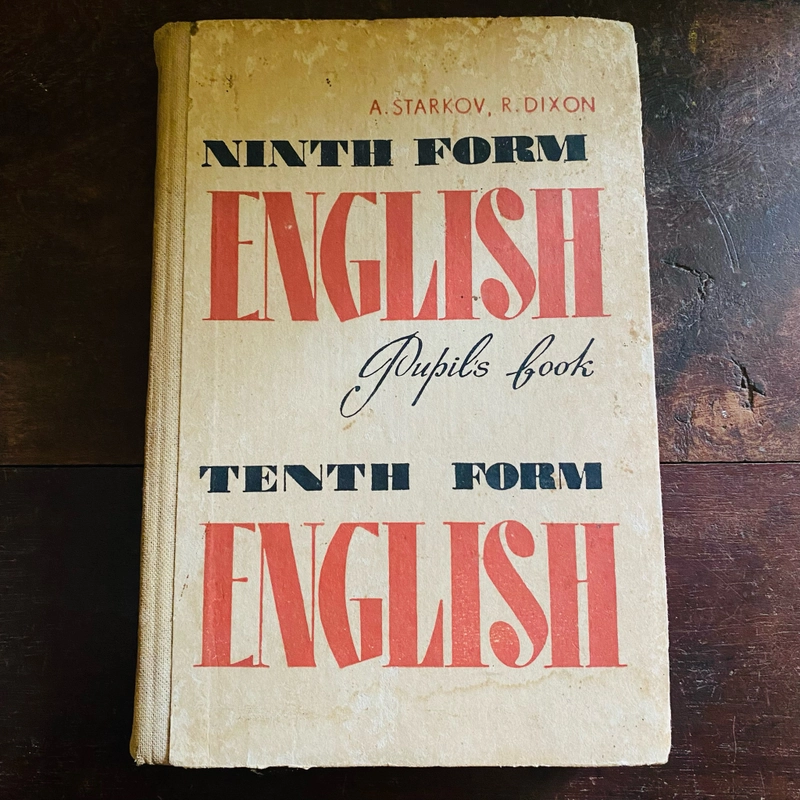 A. STARKOV, R. DIXON
NINTH FORM
ENGLISH
Pupil's book
TENTH FORM
ENGLISH